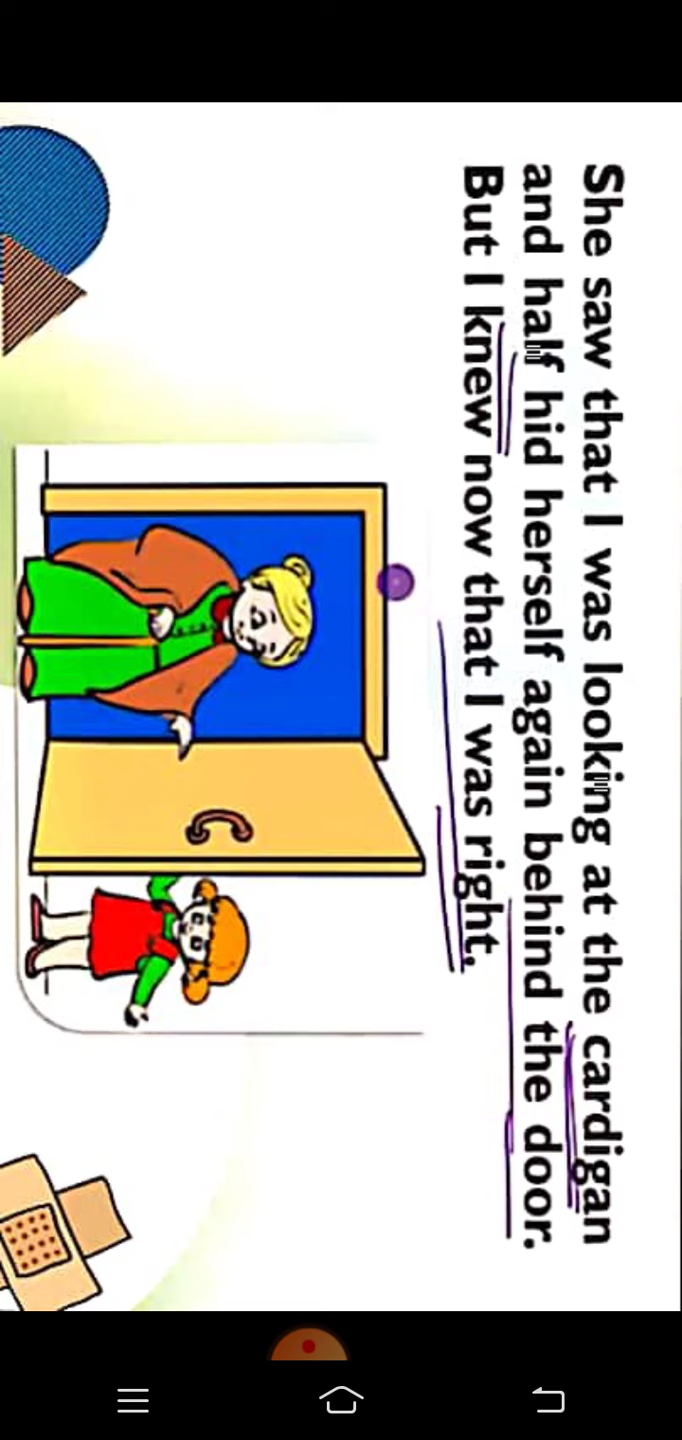 She saw that I was looking at the cardigan
and half hid herself again behind the door.
But I knew now that I was right.